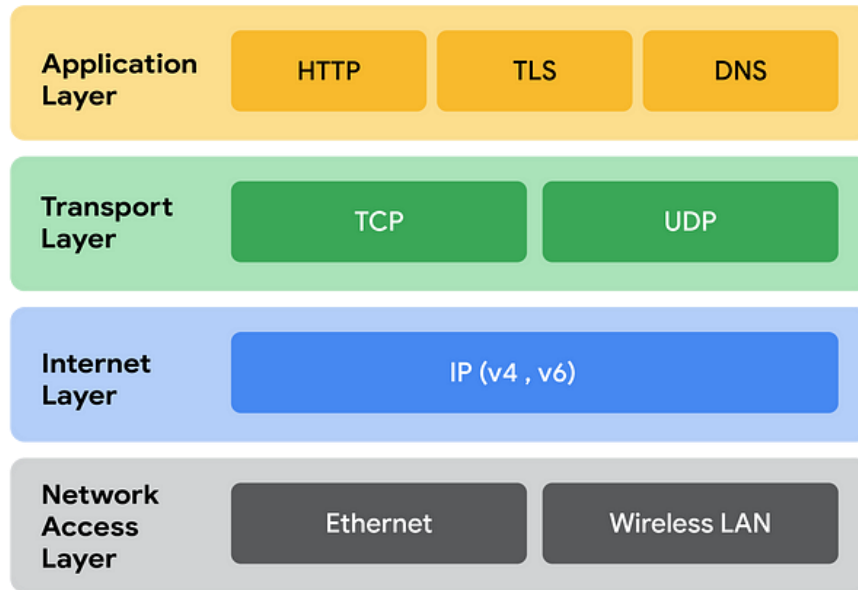 Application
Layer
HTTP
TLS
DNS
Transport
Layer
TCP
UDP
Internet
Layer
IP (v4 , v6)
Network
Access
Layer
Ethernet
Wireless LAN